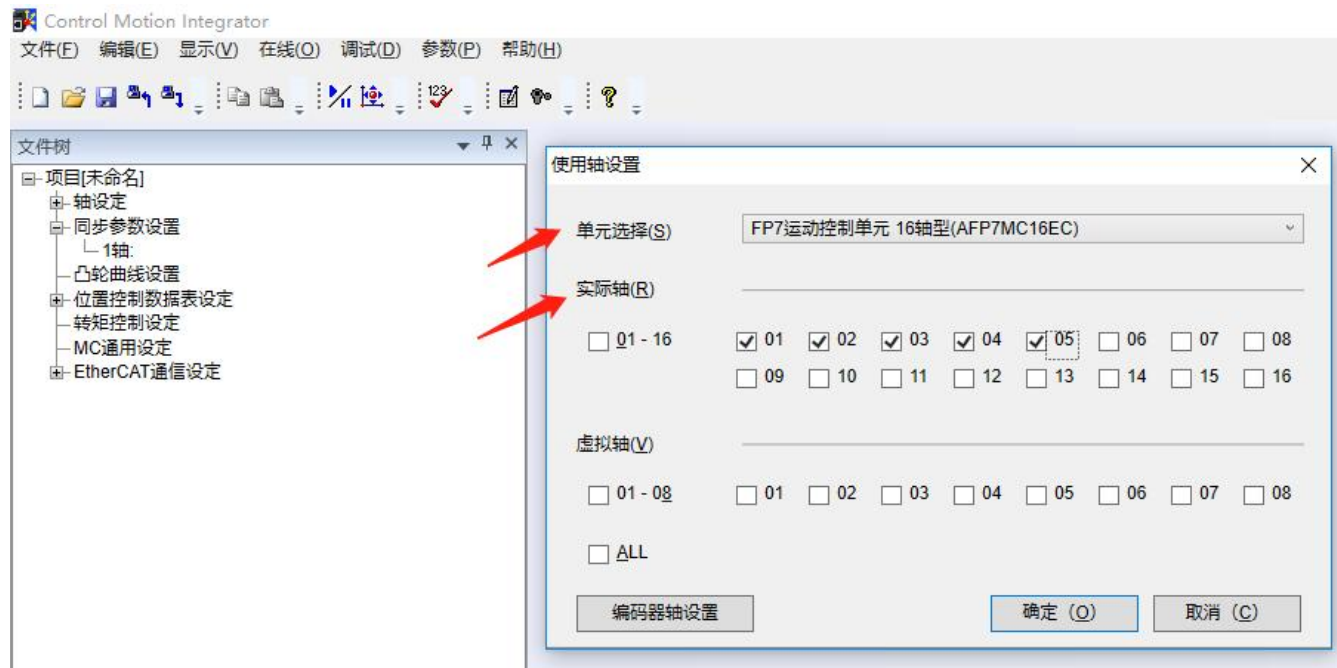 Control Motion Integrator
文件(F) 编辑(E) 显示(V) 在线(O) 调试(D) 参数(P) 帮助(H)
123
文件树
项目[未命名]
轴设定
同步参数设置
1轴:
凸轮曲线设置
位置控制数据表设定
转矩控制设定
MC通用设定
EtherCAT通信设定
使用轴设置
单元选择(S) FP7运动控制单元 16轴型(AFP7MC16EC)
实际轴(R)
01 - 16 01 02 03 04 05 06 07 08
09 10 11 12 13 14 15 16
虚拟轴(V)
01 - 08 01 02 03 04 05 06 07 08
ALL
编码器轴设置 确定 (O) 取消 (C)